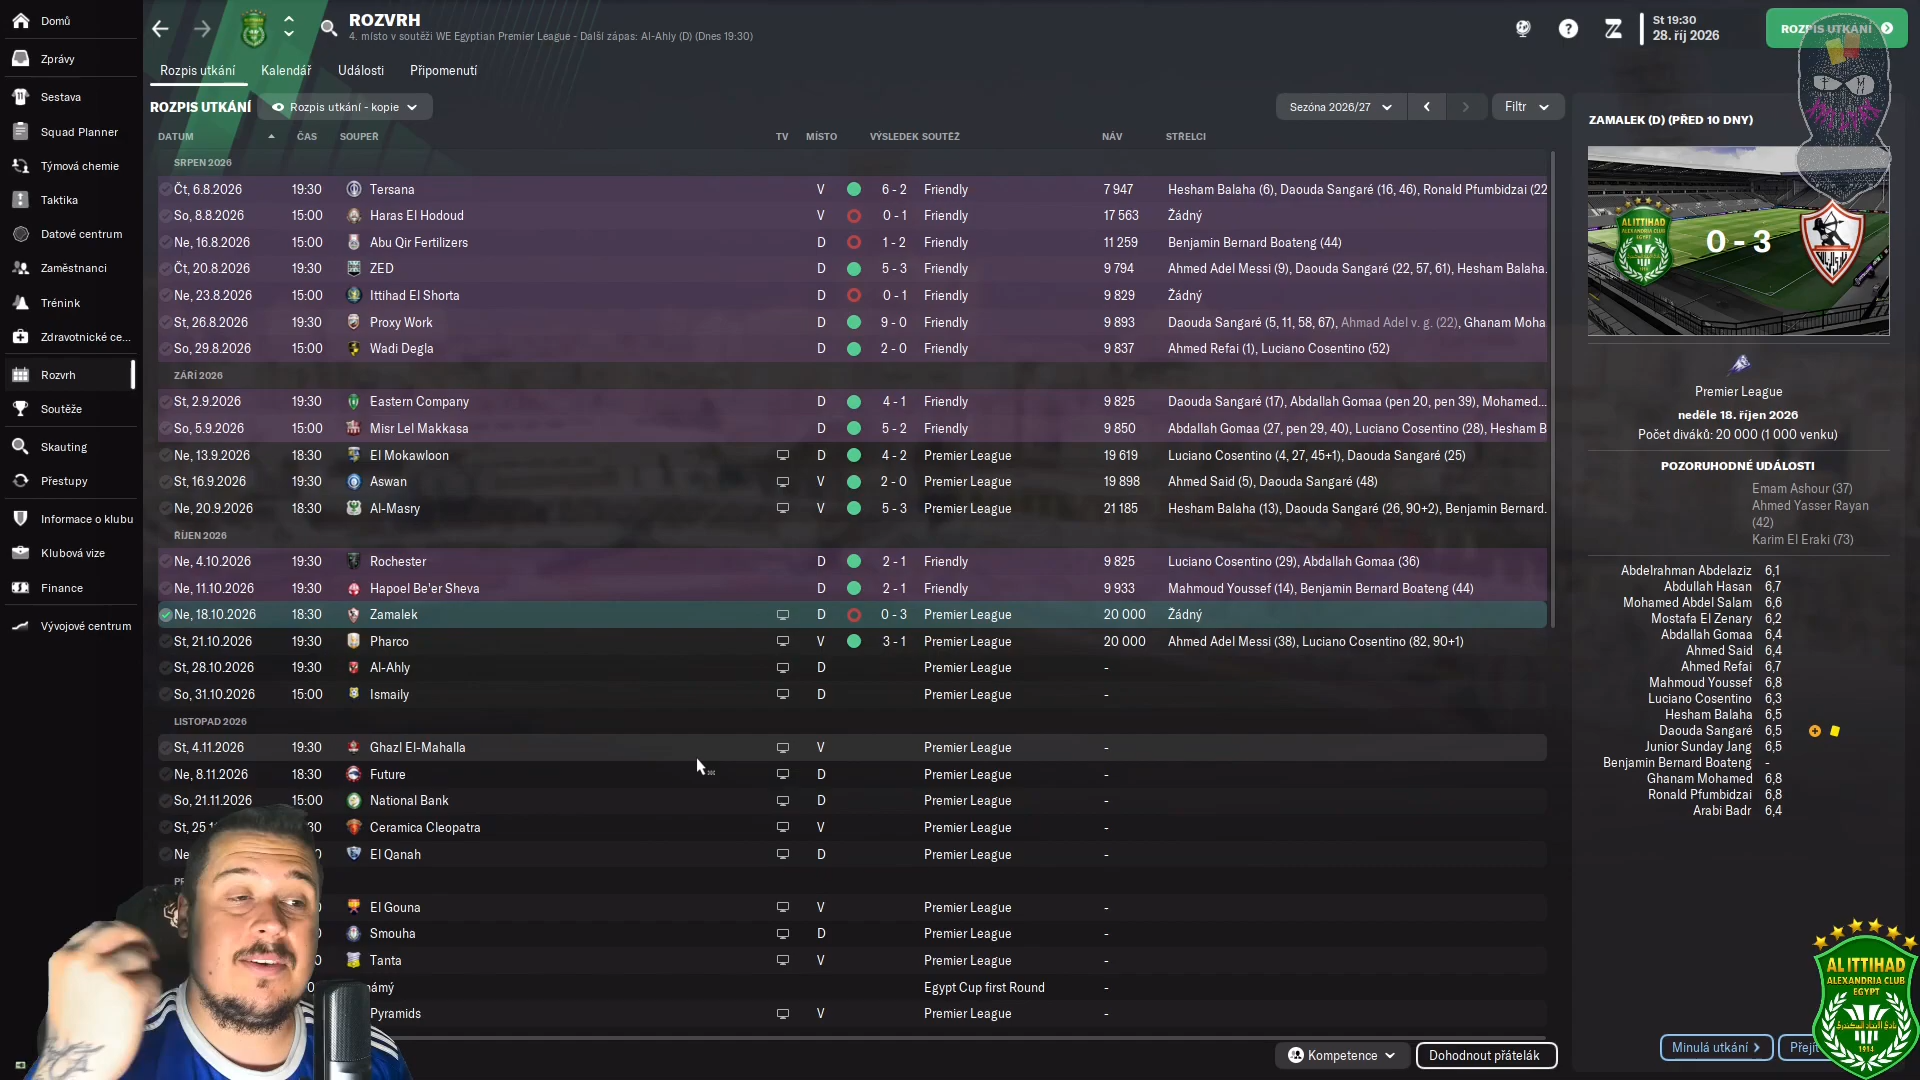 Domů
Zprávy
Sestava
Squad Planner
Týmová chemie
Taktika
Datové centrum
Zaměstnanci
Trénink
Zdravotnické ce...
Rozvrh
Soutěže
Skauting
Přestupy
Informace o klubu
Klubová vize
Finance
Vývojové centrum
ROZVRH
4. místo v soutěži WE Egyptian Premier League - Další zápas: Al-Ahly (D) (Dnes 19:30)
St 19:30
28. říj 2026
ROZPIS UTKÁNÍ
Rozpis utkání
Kalendář
Události
Připomenutí
ROZPIS UTKÁNÍ
Rozpis utkání - kopie
Sezóna 2026/27
Filtr
DATUM ČAS SOUPEŘ TV MÍSTO VÝSLEDEK SOUTĚŽ NÁV STŘELCI
SRPEN 2026
Čt, 6.8.2026 19:30 Tersana V 6 - 2 Friendly 7 947 Hesham Balaha (6), Daouda Sangaré (16, 46), Ronald Pfumbidzai (22
So, 8.8.2026 15:00 Haras El Hodoud V 0 - 1 Friendly 17 563 Žádný
Ne, 16.8.2026 15:00 Abu Qir Fertilizers D 1 - 2 Friendly 11 259 Benjamin Bernard Boateng (44)
Čt, 20.8.2026 19:30 ZED D 5 - 3 Friendly 9 794 Ahmed Adel Messi (9), Daouda Sangaré (22, 57, 61), Hesham Balaha.
Ne, 23.8.2026 15:00 Ittihad El Shorta D 0 - 1 Friendly 9 829 Žádný
St, 26.8.2026 19:30 Proxy Work D 9 - 0 Friendly 9 893 Daouda Sangaré (5, 11, 58, 67), Ahmad Adel v. g. (22), Ghanam Moha
So, 29.8.2026 15:00 Wadi Degla D 2 - 0 Friendly 9 837 Ahmed Refai (1), Luciano Cosentino (52)
ZÁŘÍ 2026
St, 2.9.2026 19:30 Eastern Company D 4 - 1 Friendly 9 825 Daouda Sangaré (17), Abdallah Gomaa (pen 20, pen 39), Mohamed...
So, 5.9.2026 15:00 Misr Lel Makkasa D 5 - 2 Friendly 9 850 Abdallah Gomaa (27, pen 29, 40), Luciano Cosentino (28), Hesham B
Ne, 13.9.2026 18:30 El Mokawloon D 4 - 2 Premier League 19 619 Luciano Cosentino (4, 27, 45+1), Daouda Sangaré (25)
St, 16.9.2026 19:30 Aswan V 2 - 0 Premier League 19 898 Ahmed Said (5), Daouda Sangaré (48)
Ne, 20.9.2026 18:30 Al-Masry V 5 - 3 Premier League 21 185 Hesham Balaha (13), Daouda Sangaré (26, 90+2), Benjamin Bernard.
ŘÍJEN 2026
Ne, 4.10.2026 19:30 Rochester D 2 - 1 Friendly 9 825 Luciano Cosentino (29), Abdallah Gomaa (36)
Ne, 11.10.2026 19:30 Hapoel Be'er Sheva D 2 - 1 Friendly 9 933 Mahmoud Youssef (14), Benjamin Bernard Boateng (44)
Ne, 18.10.2026 18:30 Zamalek D 0 - 3 Premier League 20 000 Žádný
St, 21.10.2026 19:30 Pharco V 3 - 1 Premier League 20 000 Ahmed Adel Messi (38), Luciano Cosentino (82, 90+1)
St, 28.10.2026 19:30 Al-Ahly D Premier League -
So, 31.10.2026 15:00 Ismaily D Premier League -
LISTOPAD 2026
St, 4.11.2026 19:30 Ghazl El-Mahalla V Premier League -
Ne, 8.11.2026 18:30 Future D Premier League -
So, 21.11.2026 15:00 National Bank D Premier League -
St, 25 30 Ceramica Cleopatra V Premier League -
Ne El Qanah D Premier League -
El Gouna V Premier League -
Smouha D Premier League -
Tanta V Premier League -
Egypt Cup first Round -
Pyramids V Premier League -
Kompetence
Dohodnout přátelák
ZAMALEK (D) (PŘED 10 DNY)
ALITTIHAD
ALEXANDRIA CLUB
EGYPT
0 - 3
Premier League
neděle 18. říjen 2026
Počet diváků: 20 000 (1 000 venku)
POZORUHODNÉ UDÁLOSTI
Emam Ashour (37)
Ahmed Yasser Rayan
(42)
Karim El Eraki (73)
Abdelrahman Abdelaziz 6,1
Abdullah Hasan 6,7
Mohamed Abdel Salam 6,6
Mostafa El Zenary 6,2
Abdallah Gomaa 6,4
Ahmed Said 6,4
Ahmed Refai 6,7
Mahmoud Youssef 6,8
Luciano Cosentino 6,3
Hesham Balaha 6,5
Daouda Sangaré 6,5
Junior Sunday Jang 6,5
Benjamin Bernard Boateng -
Ghanam Mohamed 6,8
Ronald Pfumbidzai 6,8
Arabi Badr 6,4
Minulá utkání
Přejít
ALITTIHAD
ALEXANDRIA CLUB
EGYPT
1914